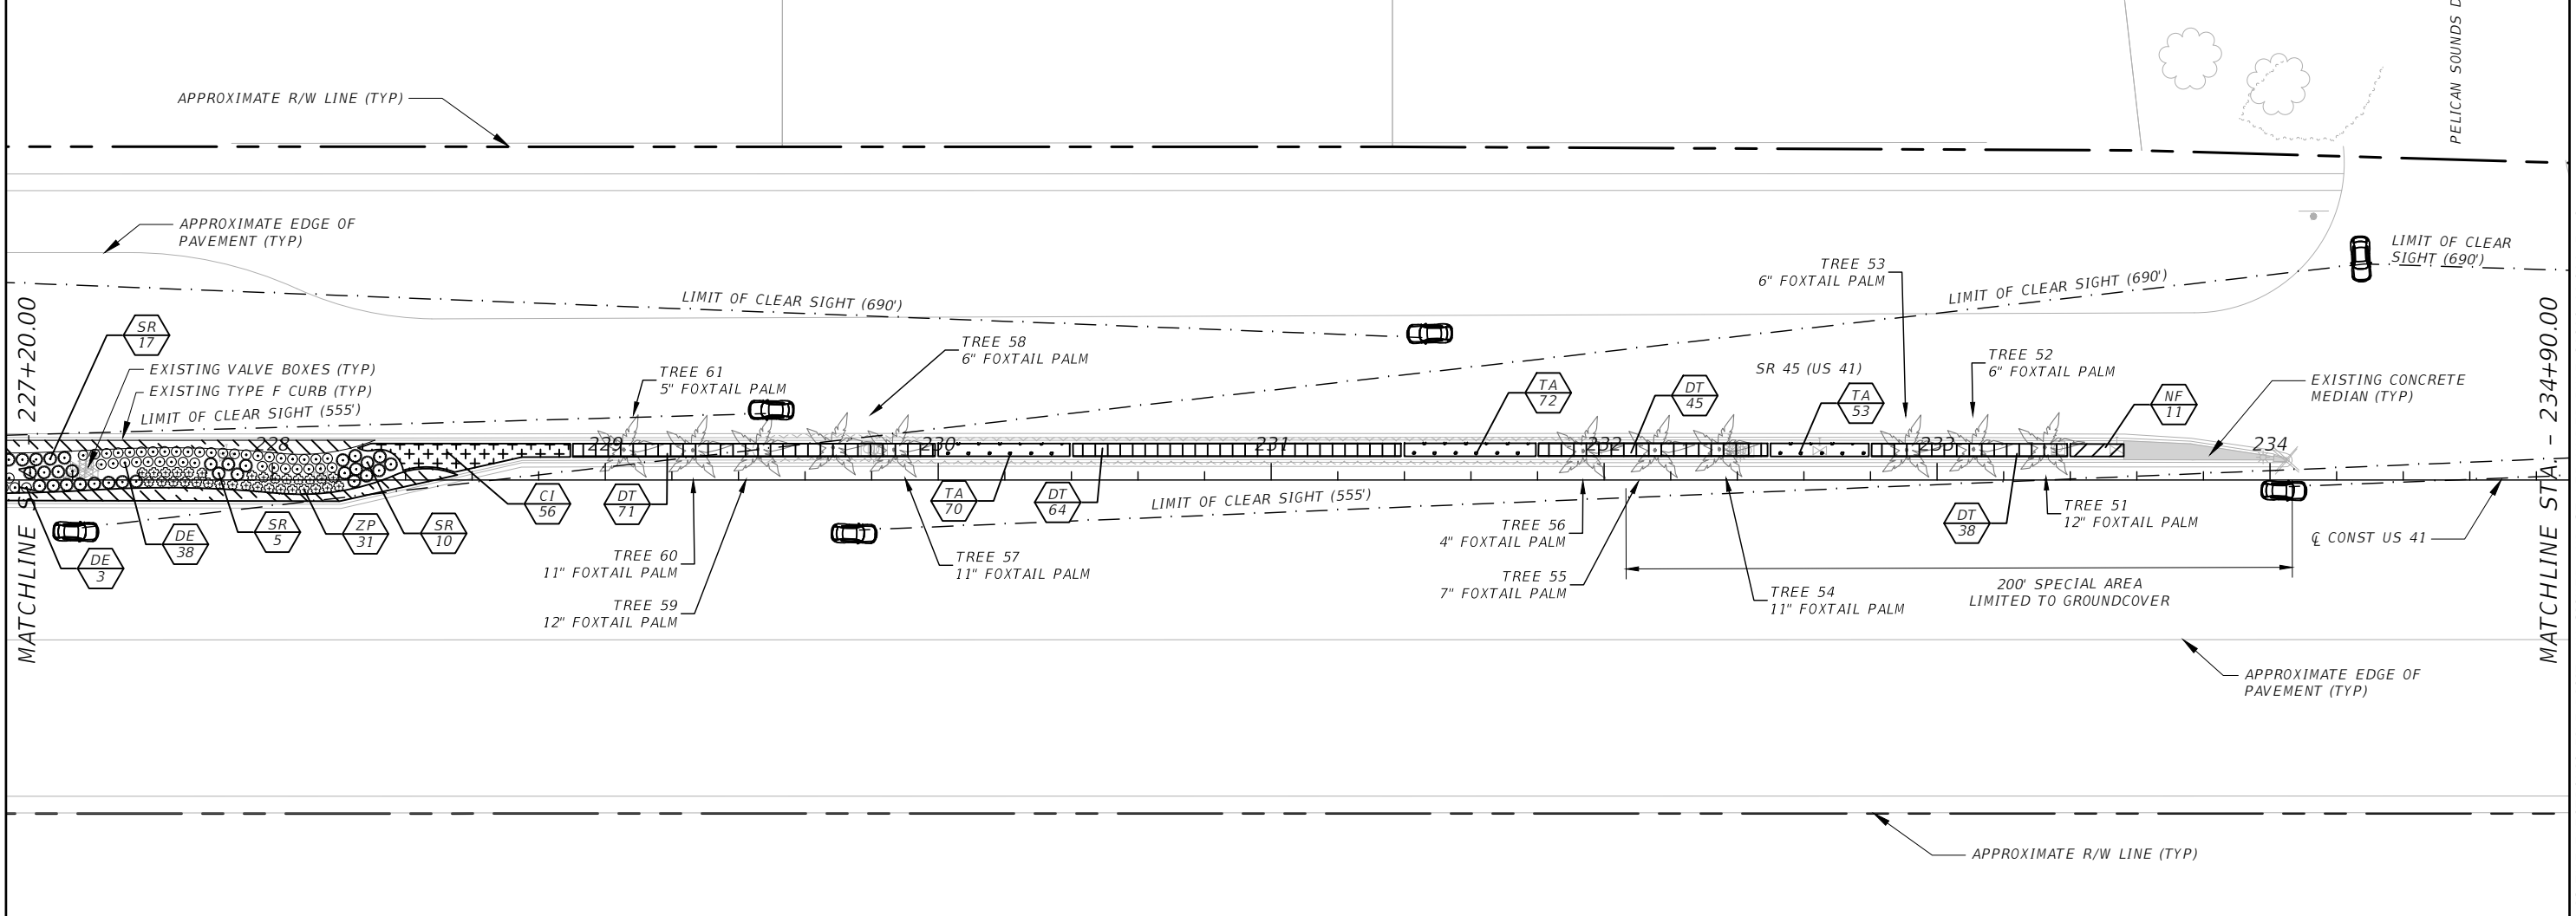 PELICAN SOUNDS D
APPROXIMATE R/W LINE (TYP)
APPROXIMATE EDGE OF
PAVEMENT (TYP)
LIMIT OF CLEAR
SIGHT (690')
TREE 53
6" FOXTAIL PALM
LIMIT OF CLEAR SIGHT (690')
LIMIT OF CLEAR SIGHT (690')
MATCHLINE STA. - 227+20.00
MATCHLINE STA. - 234+90.00
SR
17
TREE 58
6" FOXTAIL PALM
TREE 52
6" FOXTAIL PALM
EXISTING VALVE BOXES (TYP)
EXISTING TYPE F CURB (TYP)
LIMIT OF CLEAR SIGHT (555')
TREE 61
5" FOXTAIL PALM
SR 45 (US 41)
TA
72
DT
45
TA
53
NF
11
EXISTING CONCRETE
MEDIAN (TYP)
228
229
230
231
232
233
234
CI
56
DT
71
TA
70
DT
64
LIMIT OF CLEAR SIGHT (555')
DE
3
DE
38
SR
5
ZP
31
SR
10
TREE 60
11" FOXTAIL PALM
TREE 59
12" FOXTAIL PALM
TREE 57
11" FOXTAIL PALM
TREE 56
4" FOXTAIL PALM
TREE 55
7" FOXTAIL PALM
TREE 54
11" FOXTAIL PALM
DT
38
TREE 51
12" FOXTAIL PALM
℄ CONST US 41
200' SPECIAL AREA
LIMITED TO GROUNDCOVER
APPROXIMATE EDGE OF
PAVEMENT (TYP)
APPROXIMATE R/W LINE (TYP)